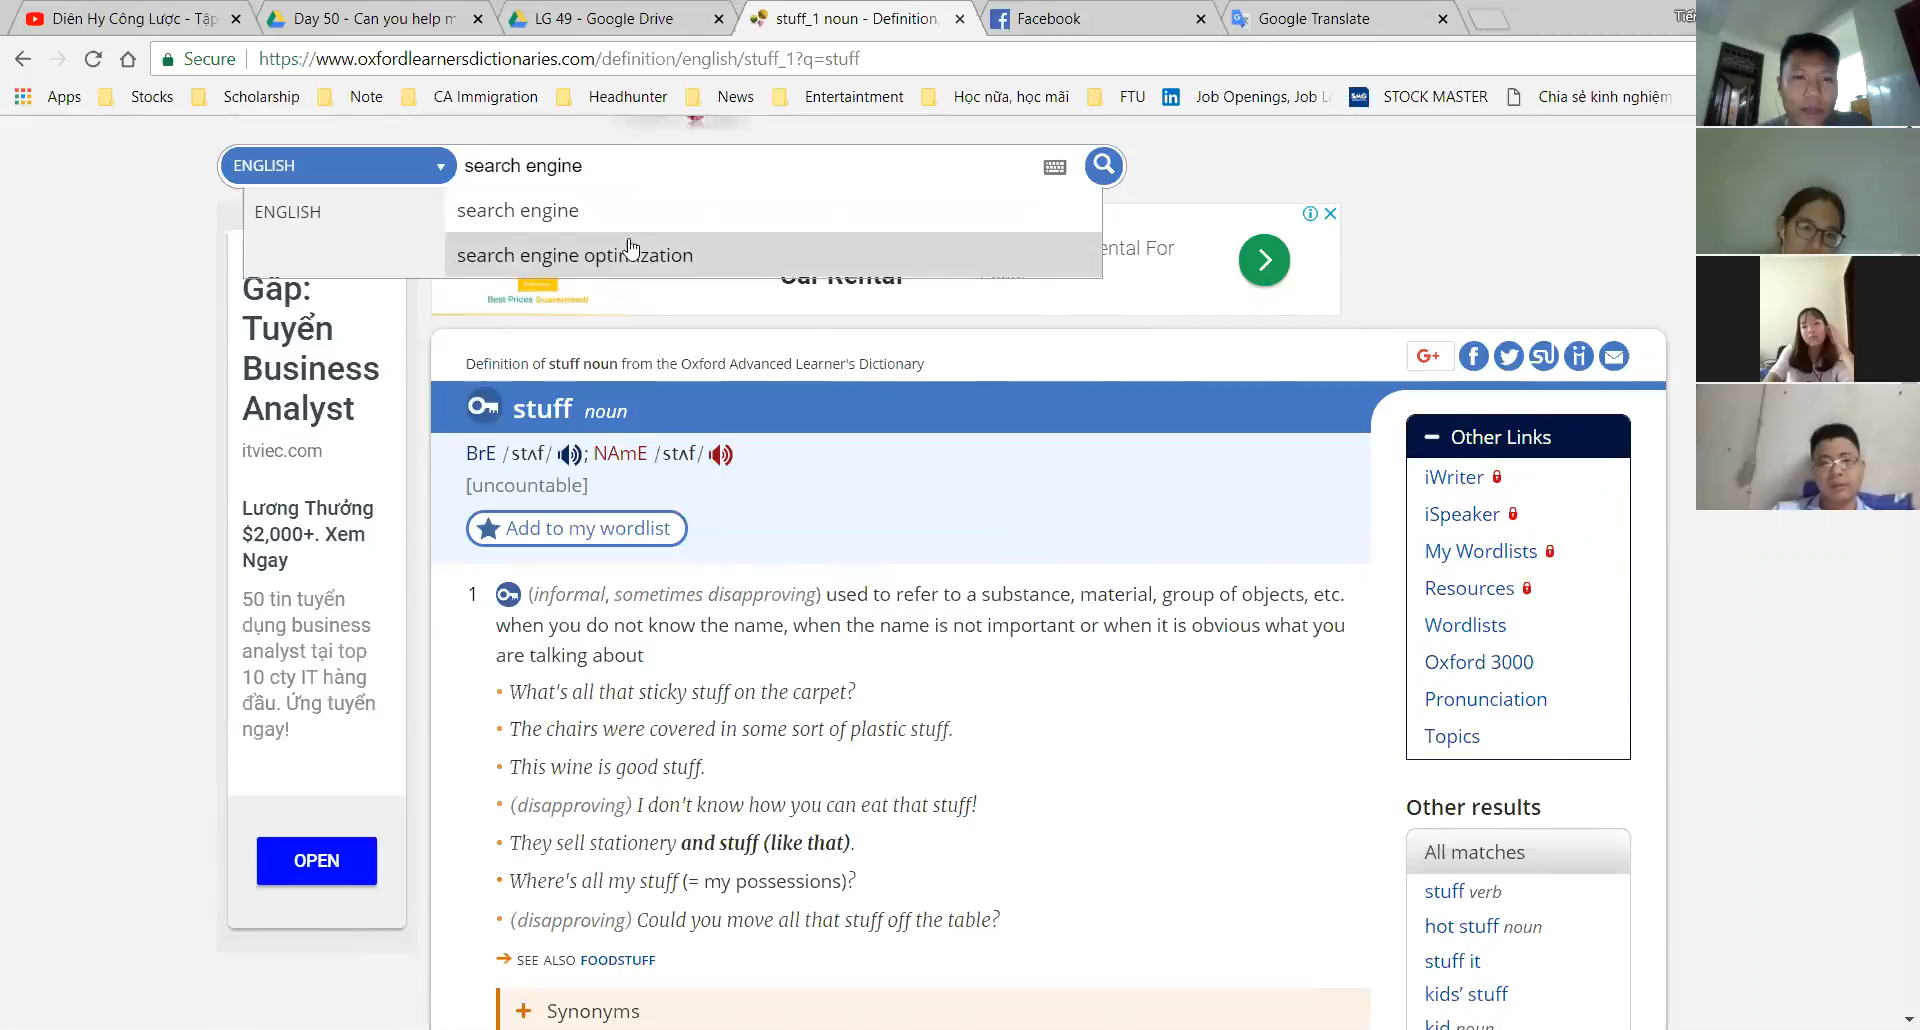 Diên Hy Công Lược - Tập
Day 50 - Can you help m
LG 49 - Google Drive
stuff_1 noun - Definition,
Facebook
Google Translate
Secure
https://www.oxfordlearnersdictionaries.com/definition/english/stuff_1?q=stuff
Apps
Stocks
Scholarship
Note
CA Immigration
Headhunter
News
Entertaintment
Học nữa, học mãi
FTU
Job Openings, Job L
STOCK MASTER
Chia sẻ kinh nghiệm
ENGLISH
search engine
ENGLISH
search engine
search engine optimization
ental For
Car Rental
Best Prices Guaranteed!
Gap:
Tuyển
Business
Analyst
itviec.com
Lương Thưởng
$2,000+. Xem
Ngay
50 tin tuyển
dụng business
analyst tại top
10 cty IT hàng
đầu. Ứng tuyển
ngay!
OPEN
Definition of stuff noun from the Oxford Advanced Learner's Dictionary
G+
stuff noun
BrE /stʌf/ ; NAmE /stʌf/
[uncountable]
Add to my wordlist
1 (informal, sometimes disapproving) used to refer to a substance, material, group of objects, etc.
when you do not know the name, when the name is not important or when it is obvious what you
are talking about
• What's all that sticky stuff on the carpet?
• The chairs were covered in some sort of plastic stuff.
• This wine is good stuff.
• (disapproving) I don't know how you can eat that stuff!
• They sell stationery and stuff (like that).
• Where's all my stuff (= my possessions)?
• (disapproving) Could you move all that stuff off the table?
→ SEE ALSO FOODSTUFF
+ Synonyms
Other Links
iWriter
iSpeaker
My Wordlists
Resources
Wordlists
Oxford 3000
Pronunciation
Topics
Other results
All matches
stuff verb
hot stuff noun
stuff it
kids' stuff
kid noun